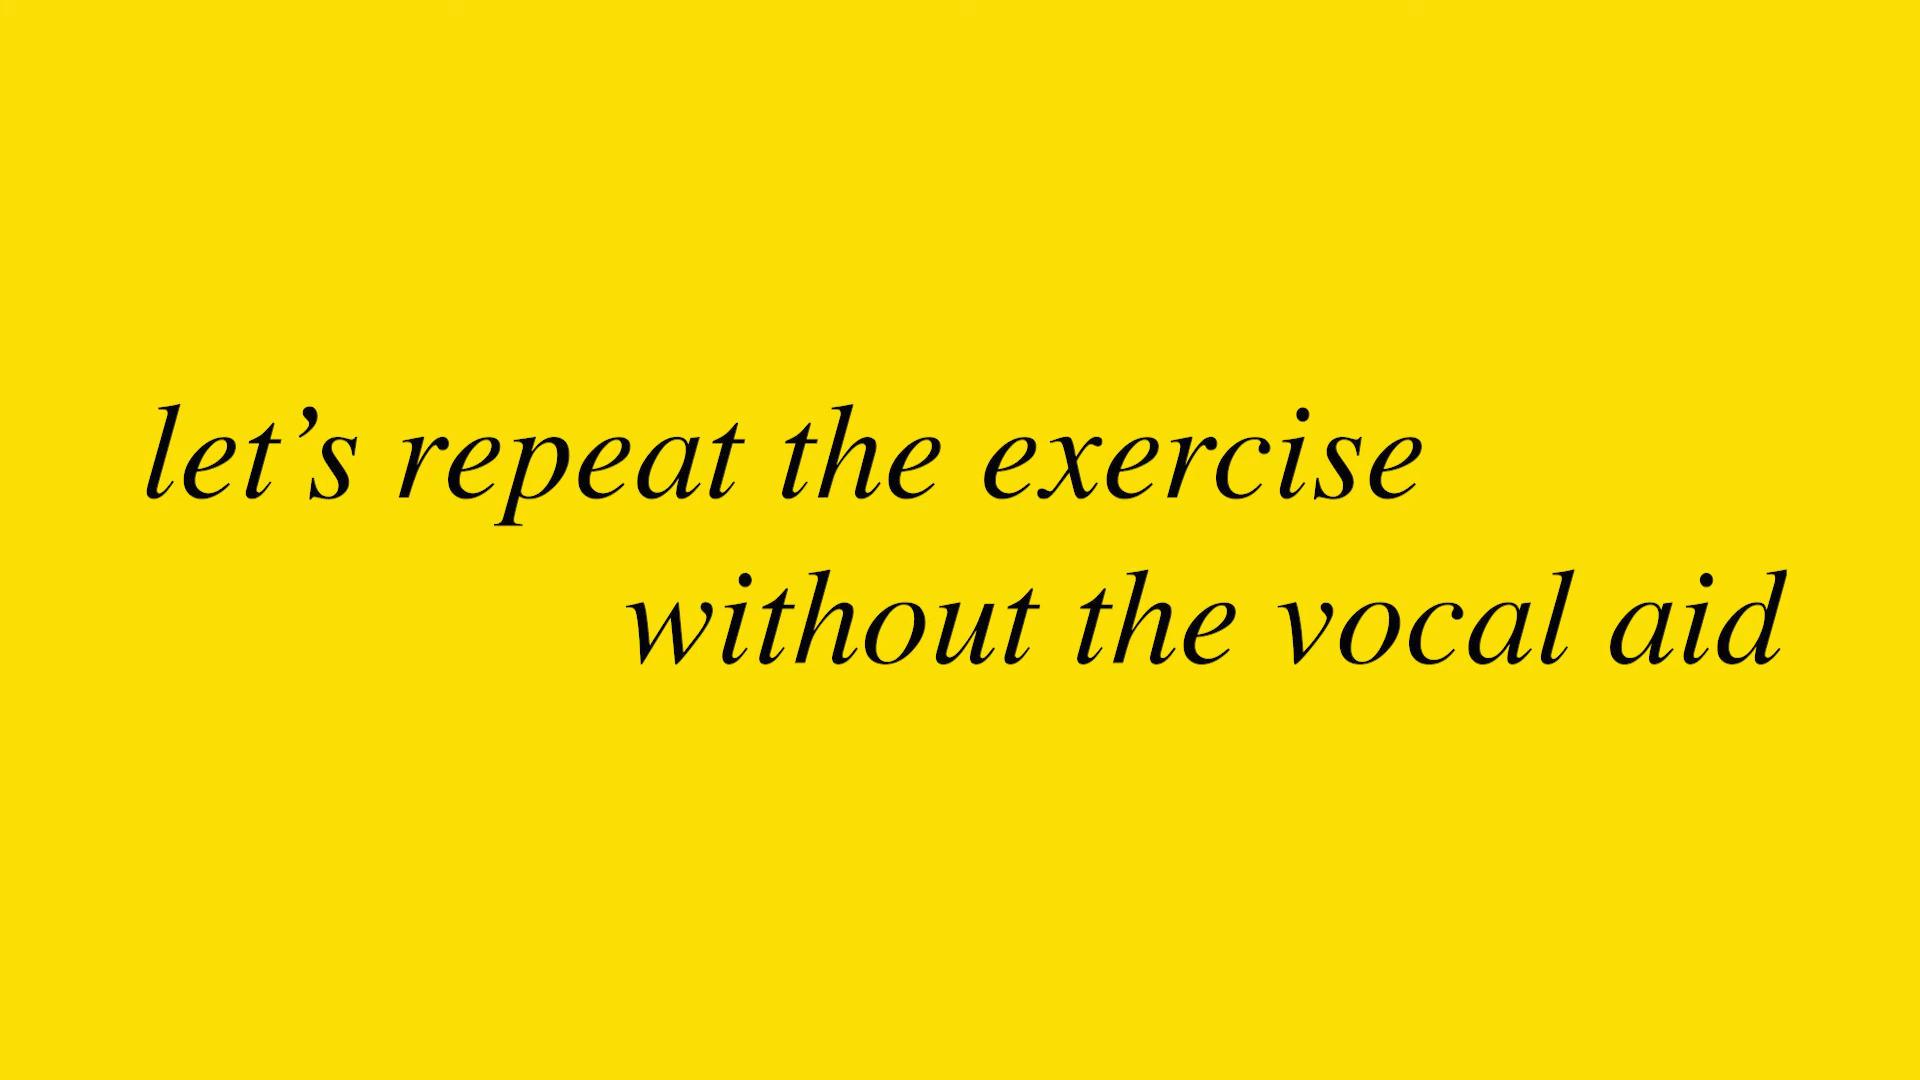 let’s repeat the exercise
without the vocal aid